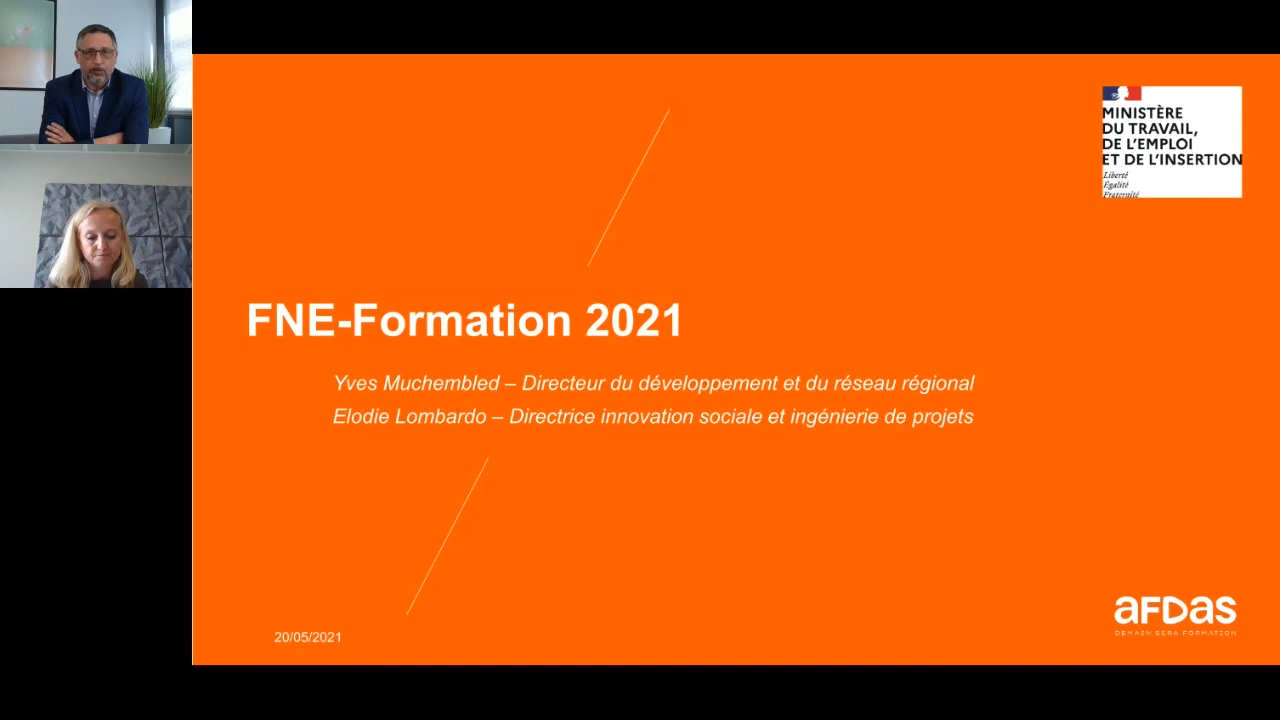 MINISTÈRE
DU TRAVAIL,
DE L'EMPLOI
ET DE L'INSERTION
Liberté
Égalité
Fraternité
FNE-Formation 2021
Yves Muchembled – Directeur du développement et du réseau régional
Elodie Lombardo – Directrice innovation sociale et ingénierie de projets
20/05/2021
aFDas
DEMAIN SERA FORMATION